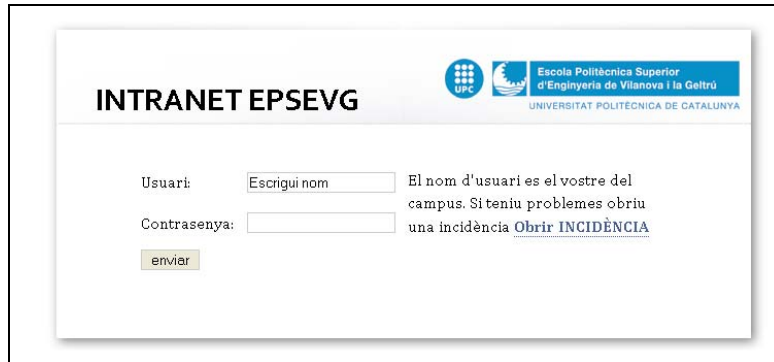 INTRANET EPSEVG
UPC
Escola Politècnica Superior
d'Enginyeria de Vilanova i la Geltrú
UNIVERSITAT POLITÈCNICA DE CATALUNYA
Usuari:
Escrigui nom
Contrasenya:
enviar
El nom d'usuari es el vostre del
campus. Si teniu problemes obriu
una incidència Obrir INCIDÈNCIA